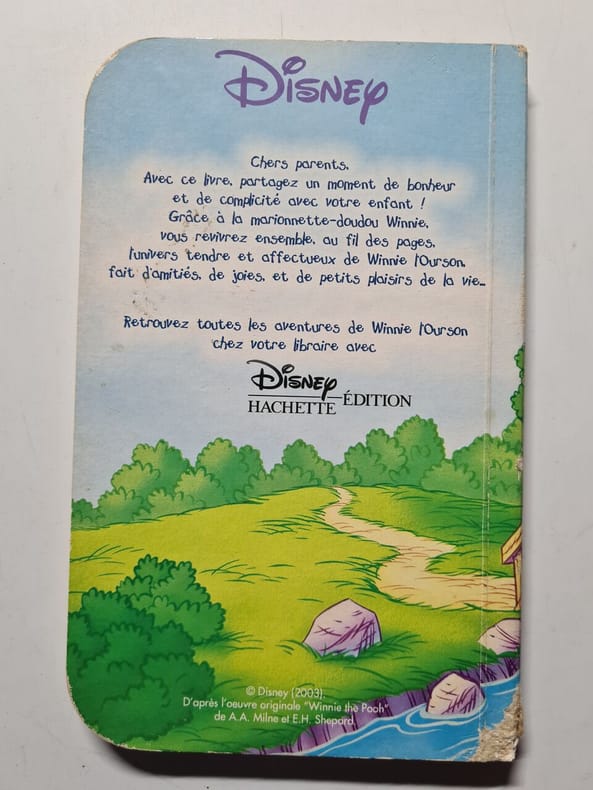 Disney
Chers parents,
Avec ce livre, partagez un moment de bonheur
et de complicité avec votre enfant !
Grâce à la marionnette-doudou Winnie,
vous revivrez ensemble, au fil des pages,
l'univers tendre et affectueux de Winnie l'Ourson,
fait d'amitiés, de joies, et de petits plaisirs de la vie...
Retrouvez toutes les aventures de Winnie l'Ourson
chez votre libraire avec
Disney
HACHETTE ÉDITION
© Disney (2003).
D'après l'oeuvre originale "Winnie the Pooh"
de A.A. Milne et E.H. Shepard.